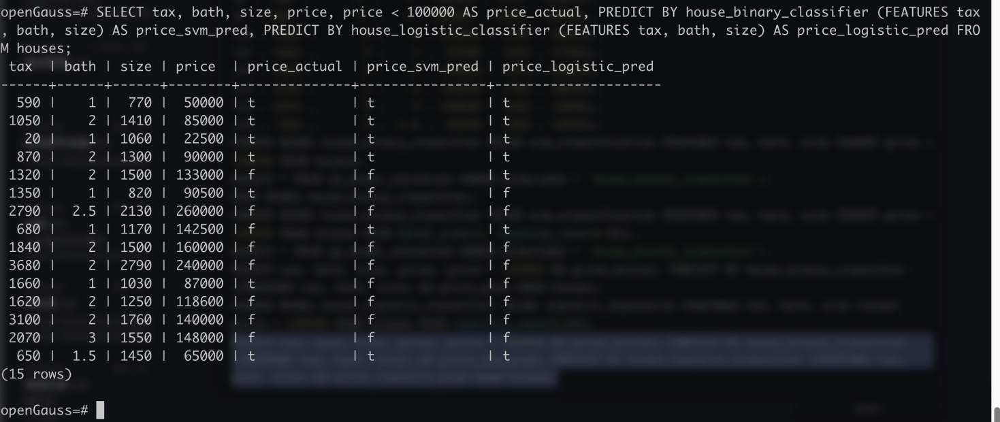 openGauss=# SELECT tax, bath, size, price, price < 100000 AS price_actual, PREDICT BY house_binary_classifier (FEATURES tax
, bath, size) AS price_svm_pred, PREDICT BY house_logistic_classifier (FEATURES tax, bath, size) AS price_logistic_pred FRO
M houses;
 tax  | bath | size | price  | price_actual | price_svm_pred | price_logistic_pred
------+------+------+--------+--------------+----------------+---------------------
  590 |    1 |  770 |  50000 | t            | t              | t
 1050 |    2 | 1410 |  85000 | t            | t              | t
   20 |    1 | 1060 |  22500 | t            | t              | t
  870 |    2 | 1300 |  90000 | t            | t              | t
 1320 |    2 | 1500 | 133000 | f            | f              | t
 1350 |    1 |  820 |  90500 | t            | f              | f
 2790 |  2.5 | 2130 | 260000 | f            | f              | f
  680 |    1 | 1170 | 142500 | f            | t              | t
 1840 |    2 | 1500 | 160000 | f            | f              | f
 3680 |    2 | 2790 | 240000 | f            | f              | f
 1660 |    1 | 1030 |  87000 | t            | f              | f
 1620 |    2 | 1250 | 118600 | f            | f              | f
 3100 |    2 | 1760 | 140000 | f            | f              | f
 2070 |    3 | 1550 | 148000 | f            | f              | f
  650 |  1.5 | 1450 |  65000 | t            | t              | t
(15 rows)
openGauss=#